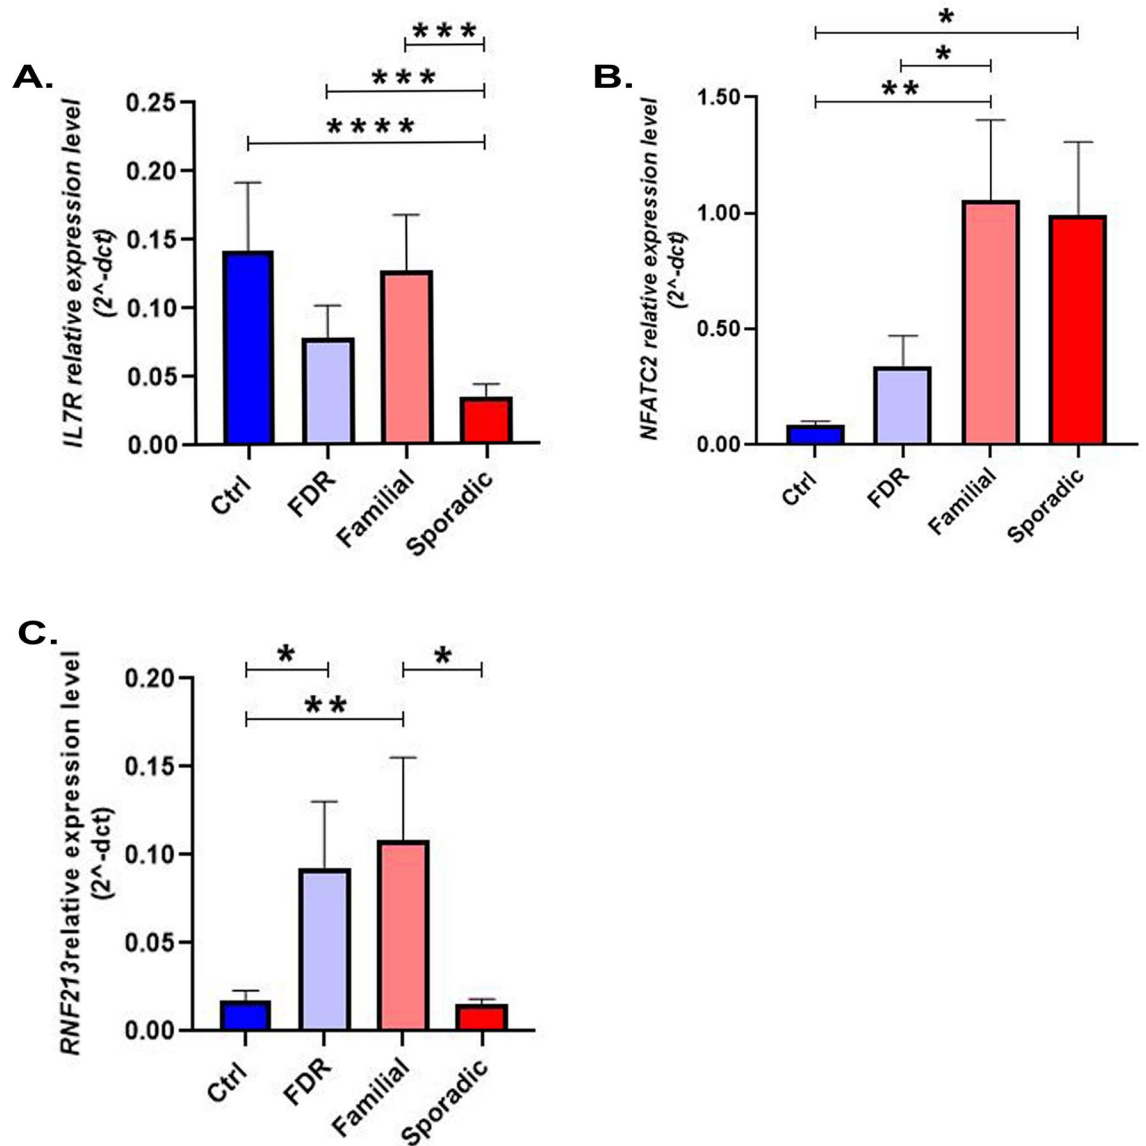 A.
IL7R relative expression level
(2^-dct)
***
***
****
0.25
0.20
0.15
0.10
0.05
0.00
Ctrl
FDR
Familial
Sporadic
B.
NFATC2 relative expression level
(2^-dct)
*
*
**
1.50
1.00
0.50
0.00
Ctrl
FDR
Familial
Sporadic
C.
RNF213relative expression level
(2^-dct)
*
*
**
0.20
0.15
0.10
0.05
0.00
Ctrl
FDR
Familial
Sporadic